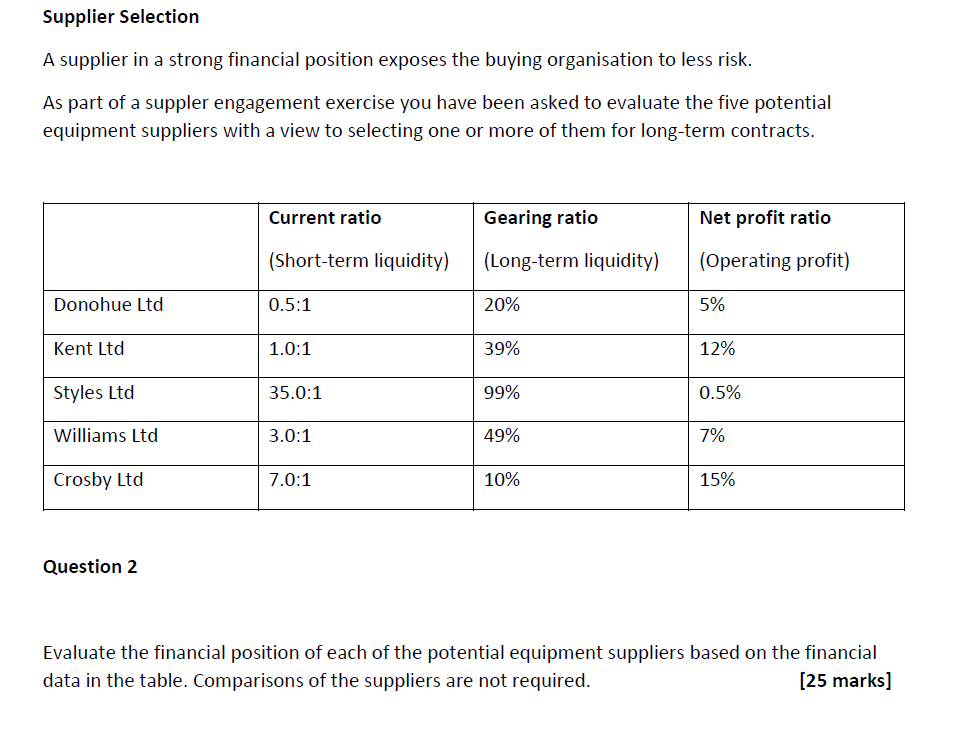 Supplier Selection
A supplier in a strong financial position exposes the buying organisation to less risk.
As part of a suppler engagement exercise you have been asked to evaluate the five potential
equipment suppliers with a view to selecting one or more of them for long-term contracts.
Current ratio Gearing ratio Net profit ratio
(Short-term liquidity) (Long-term liquidity) (Operating profit)
Donohue Ltd 0.5:1 20% 5%
Kent Ltd 1.0:1 39% 12%
Styles Ltd 35.0:1 99% 0.5%
Williams Ltd 3.0:1 49% 7%
Crosby Ltd 7.0:1 10% 15%
Question 2
Evaluate the financial position of each of the potential equipment suppliers based on the financial
data in the table. Comparisons of the suppliers are not required. [25 marks]